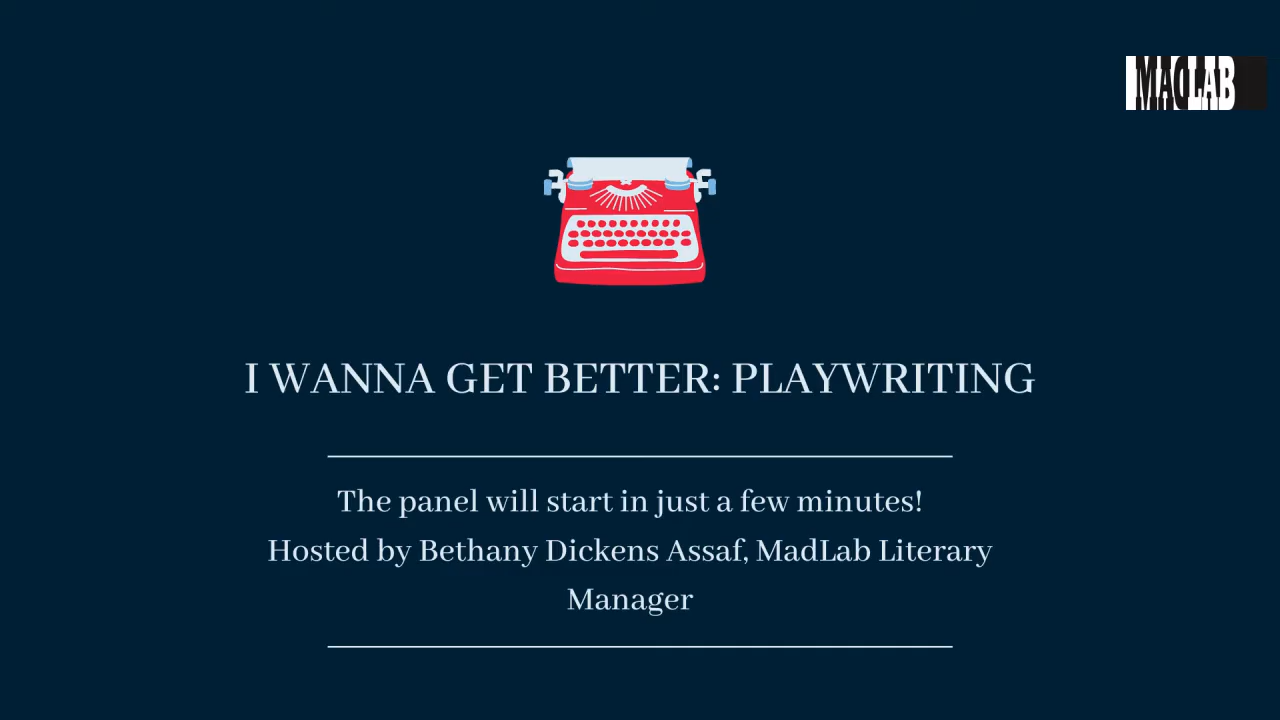 MADLAB
I WANNA GET BETTER: PLAYWRITING
The panel will start in just a few minutes!
Hosted by Bethany Dickens Assaf, MadLab Literary
Manager